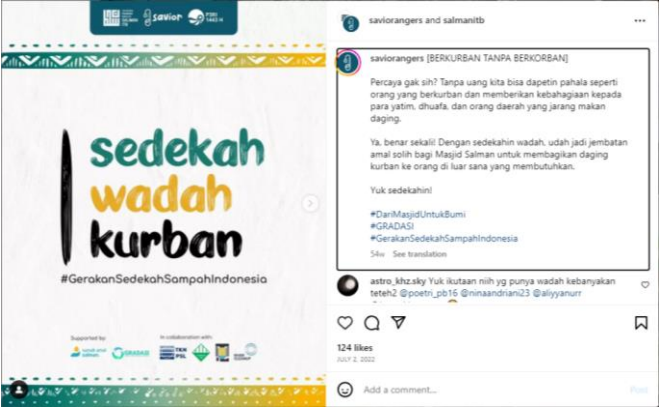 savior
sedekah
wadah
kurban
#GerakanSedekahSampahIndonesia
Supported by:
GRADASI
In collaboration with:
TKN
PSL
saviorangers and salmanitb
saviorangers [BERKURBAN TANPA BERKORBAN]
Percaya gak sih? Tanpa uang kita bisa dapetin pahala seperti
orang yang berkurban dan memberikan kebahagiaan kepada
para yatim, dhuafa, dan orang daerah yang jarang makan
daging.
Ya, benar sekali! Dengan sedekahin wadah, udah jadi jembatan
amal solih bagi Masjid Salman untuk membagikan daging
kurban ke orang di luar sana yang membutuhkan.
Yuk sedekahin!
#DariMasjidUntukBumi
#GRADASI
#GerakanSedekahSampahIndonesia
54w See translation
astro_khz.sky Yuk ikutaan niih yg punya wadah kebanyakan
teteh2 @poetri_pb16 @ninaandriani23 @aliyyanurr
124 likes
JULY 2, 2022
Add a comment...
Post